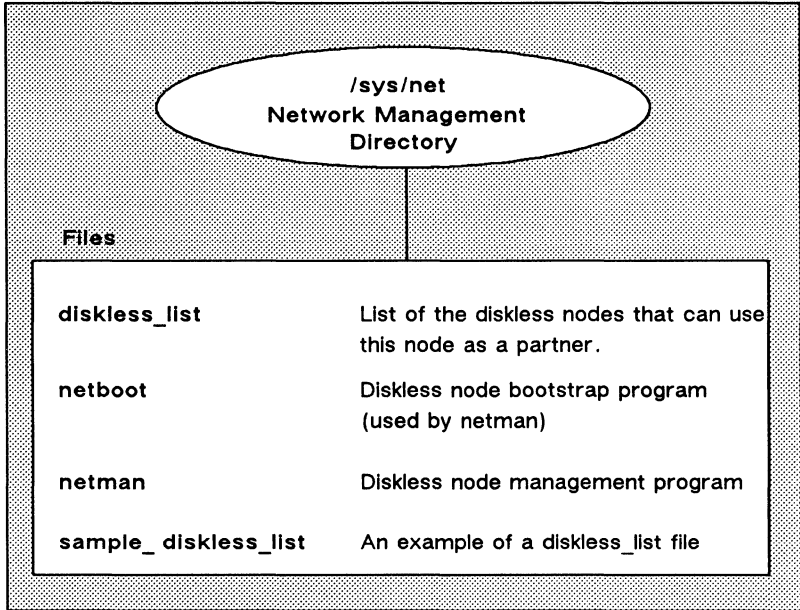 /sys/net
Network Management
Directory
Files
diskless_list List of the diskless nodes that can use
this node as a partner.
netboot Diskless node bootstrap program
(used by netman)
netman Diskless node management program
sample_ diskless_list An example of a diskless_list file